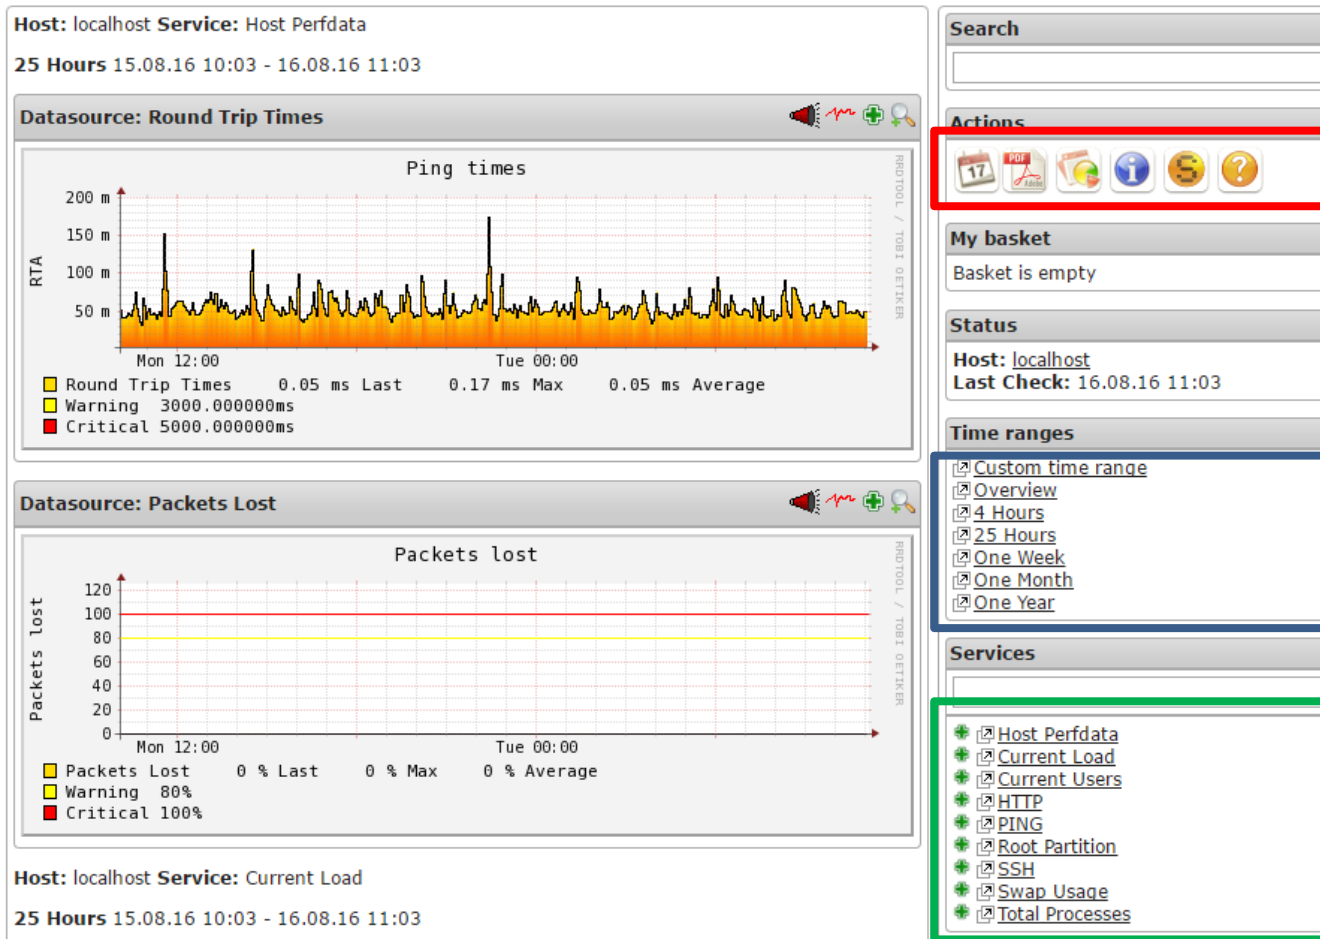 Host: localhost Service: Host Perfdata
25 Hours 15.08.16 10:03 - 16.08.16 11:03
Datasource: Round Trip Times
Ping times
RRDTOOL / TOBI OETIKER
RTA
200 m
150 m
100 m
50 m
Mon 12:00 Tue 00:00
Round Trip Times 0.05 ms Last 0.17 ms Max 0.05 ms Average
Warning 3000.000000ms
Critical 5000.000000ms
Datasource: Packets Lost
Packets lost
RRDTOOL / TOBI OETIKER
Packets lost
120
100
80
60
40
20
0
Mon 12:00 Tue 00:00
Packets Lost 0 % Last 0 % Max 0 % Average
Warning 80%
Critical 100%
Host: localhost Service: Current Load
25 Hours 15.08.16 10:03 - 16.08.16 11:03
Search
Actions
17
PDF
Adobe
i
S
?
My basket
Basket is empty
Status
Host: localhost
Last Check: 16.08.16 11:03
Time ranges
Custom time range
Overview
4 Hours
25 Hours
One Week
One Month
One Year
Services
Host Perfdata
Current Load
Current Users
HTTP
PING
Root Partition
SSH
Swap Usage
Total Processes